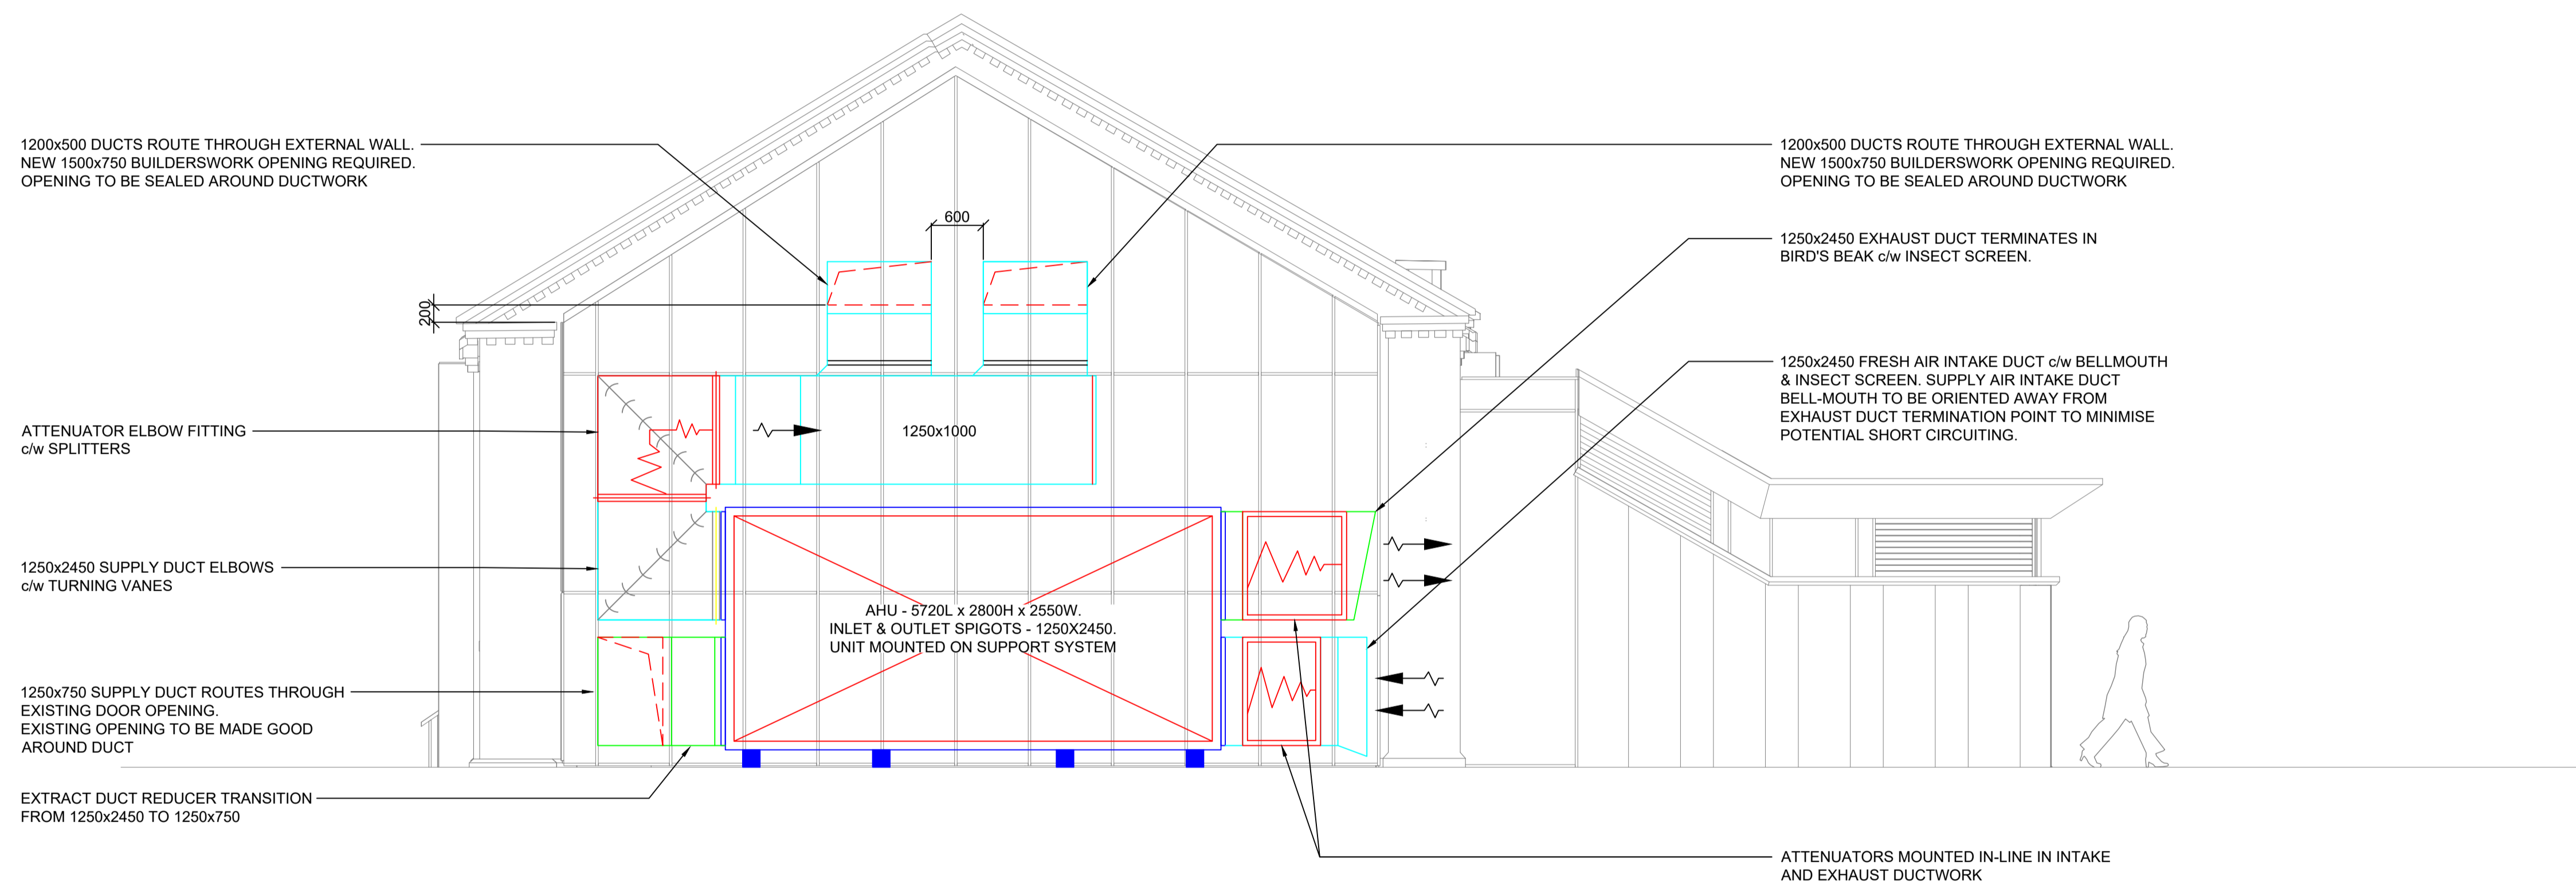 1200x500 DUCTS ROUTE THROUGH EXTERNAL WALL.
NEW 1500x750 BUILDERSWORK OPENING REQUIRED.
OPENING TO BE SEALED AROUND DUCTWORK
1200x500 DUCTS ROUTE THROUGH EXTERNAL WALL.
NEW 1500x750 BUILDERSWORK OPENING REQUIRED.
OPENING TO BE SEALED AROUND DUCTWORK
600
1250x2450 EXHAUST DUCT TERMINATES IN
BIRD'S BEAK c/w INSECT SCREEN.
200
1250x2450 FRESH AIR INTAKE DUCT c/w BELLMOUTH
& INSECT SCREEN. SUPPLY AIR INTAKE DUCT
BELL-MOUTH TO BE ORIENTED AWAY FROM
EXHAUST DUCT TERMINATION POINT TO MINIMISE
POTENTIAL SHORT CIRCUITING.
ATTENUATOR ELBOW FITTING
c/w SPLITTERS
1250x1000
1250x2450 SUPPLY DUCT ELBOWS
c/w TURNING VANES
AHU - 5720L x 2800H x 2550W.
INLET & OUTLET SPIGOTS - 1250X2450.
UNIT MOUNTED ON SUPPORT SYSTEM
1250x750 SUPPLY DUCT ROUTES THROUGH
EXISTING DOOR OPENING.
EXISTING OPENING TO BE MADE GOOD
AROUND DUCT
EXTRACT DUCT REDUCER TRANSITION
FROM 1250x2450 TO 1250x750
ATTENUATORS MOUNTED IN-LINE IN INTAKE
AND EXHAUST DUCTWORK